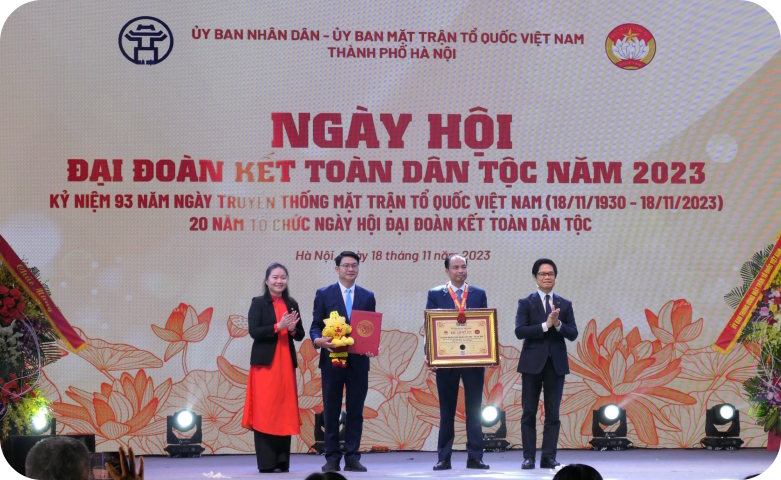 ỦY BAN NHÂN DÂN - ỦY BAN MẶT TRẬN TỔ QUỐC VIỆT NAM
THÀNH PHỐ HÀ NỘI
HÀ NỘI
NGÀY HỘI
ĐẠI ĐOÀN KẾT TOÀN DÂN TỘC NĂM 2023
KỶ NIỆM 93 NĂM NGÀY TRUYỀN THỐNG MẶT TRẬN TỔ QUỐC VIỆT NAM (18/11/1930 - 18/11/2023)
20 NĂM TỔ CHỨC NGÀY HỘI ĐẠI ĐOÀN KẾT TOÀN DÂN TỘC
Hà Nội, ngày 18 tháng 11 năm 2023